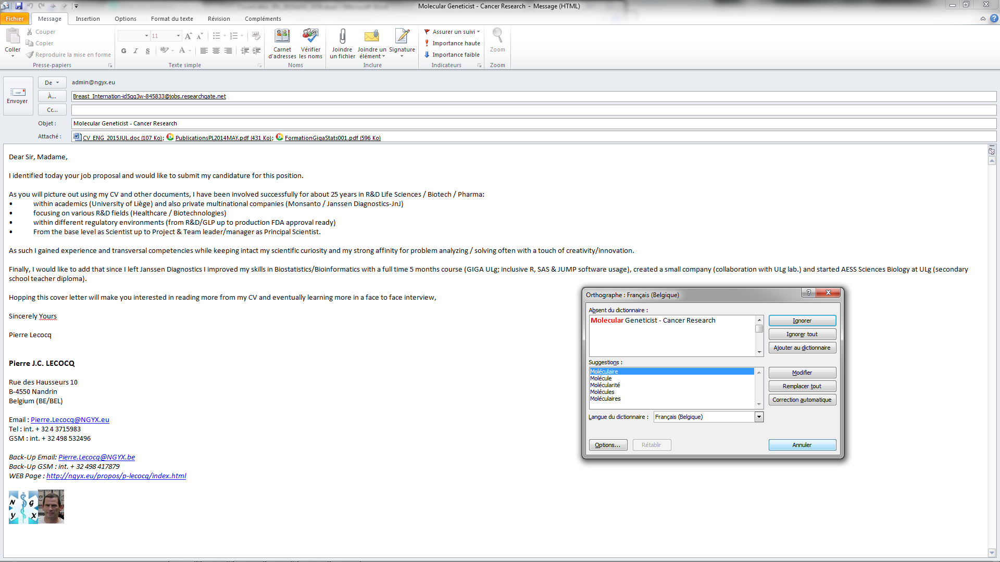 Molecular Geneticist - Cancer Research - Message (HTML)
Fichier Message Insertion Options Format du texte Révision Compléments
Coller
Couper
Copier
Reproduire la mise en forme
Presse-papiers
11
G I S
Texte simple
Carnet d'adresses
Vérifier les noms
Noms
Joindre un fichier
Joindre un élément
Signature
Inclure
Assurer un suivi
Importance haute
Importance faible
Indicateurs
Zoom
Zoom
Envoyer
De admin@ngyx.eu
À... Breast_Internation-id5qg3w-845833@jobs.researchgate.net
Cc...
Objet : Molecular Geneticist - Cancer Research
Attaché : CV_ENG_2015JUL.doc (107 Ko); PublicationsPL2014MAY.pdf (431 Ko); FormationGigaStats001.pdf (596 Ko)
Dear Sir, Madame,
I identified today your job proposal and would like to submit my candidature for this position.
As you will picture out using my CV and other documents, I have been involved successfully for about 25 years in R&D Life Sciences / Biotech / Pharma:
• within academics (University of Liège) and also private multinational companies (Monsanto / Janssen Diagnostics-JnJ)
• focusing on various R&D fields (Healthcare / Biotechnologies)
• within different regulatory environments (from R&D/GLP up to production FDA approval ready)
• From the base level as Scientist up to Project & Team leader/manager as Principal Scientist.
As such I gained experience and transversal competencies while keeping intact my scientific curiosity and my strong affinity for problem analyzing / solving often with a touch of creativity/innovation.
Finally, I would like to add that since I left Janssen Diagnostics I improved my skills in Biostatistics/Bioinformatics with a full time 5 months course (GIGA ULg; inclusive R, SAS & JUMP software usage), created a small company (collaboration with ULg lab.) and started AESS Sciences Biology at ULg (secondary
school teacher diploma).
Hopping this cover letter will make you interested in reading more from my CV and eventually learning more in a face to face interview,
Sincerely Yours
Pierre Lecocq
Pierre J.C. LECOCQ
Rue des Hausseurs 10
B-4550 Nandrin
Belgium (BE/BEL)
Email : Pierre.Lecocq@NGYX.eu
Tel : int. + 32 4 3715983
GSM : int. + 32 498 532496
Back-Up Email: Pierre.Lecocq@NGYX.be
Back-Up GSM : int. + 32 498 417879
WEB Page : http://ngyx.eu/propos/p-lecocq/index.html
N G
y X
Orthographe : Français (Belgique)
Absent du dictionnaire :
Molecular Geneticist - Cancer Research
Ignorer
Ignorer tout
Ajouter au dictionnaire
Suggestions :
Moléculaire
Molécule
Molécularité
Molécules
Moléculaires
Modifier
Remplacer tout
Correction automatique
Langue du dictionnaire : Français (Belgique)
Options... Rétablir Annuler